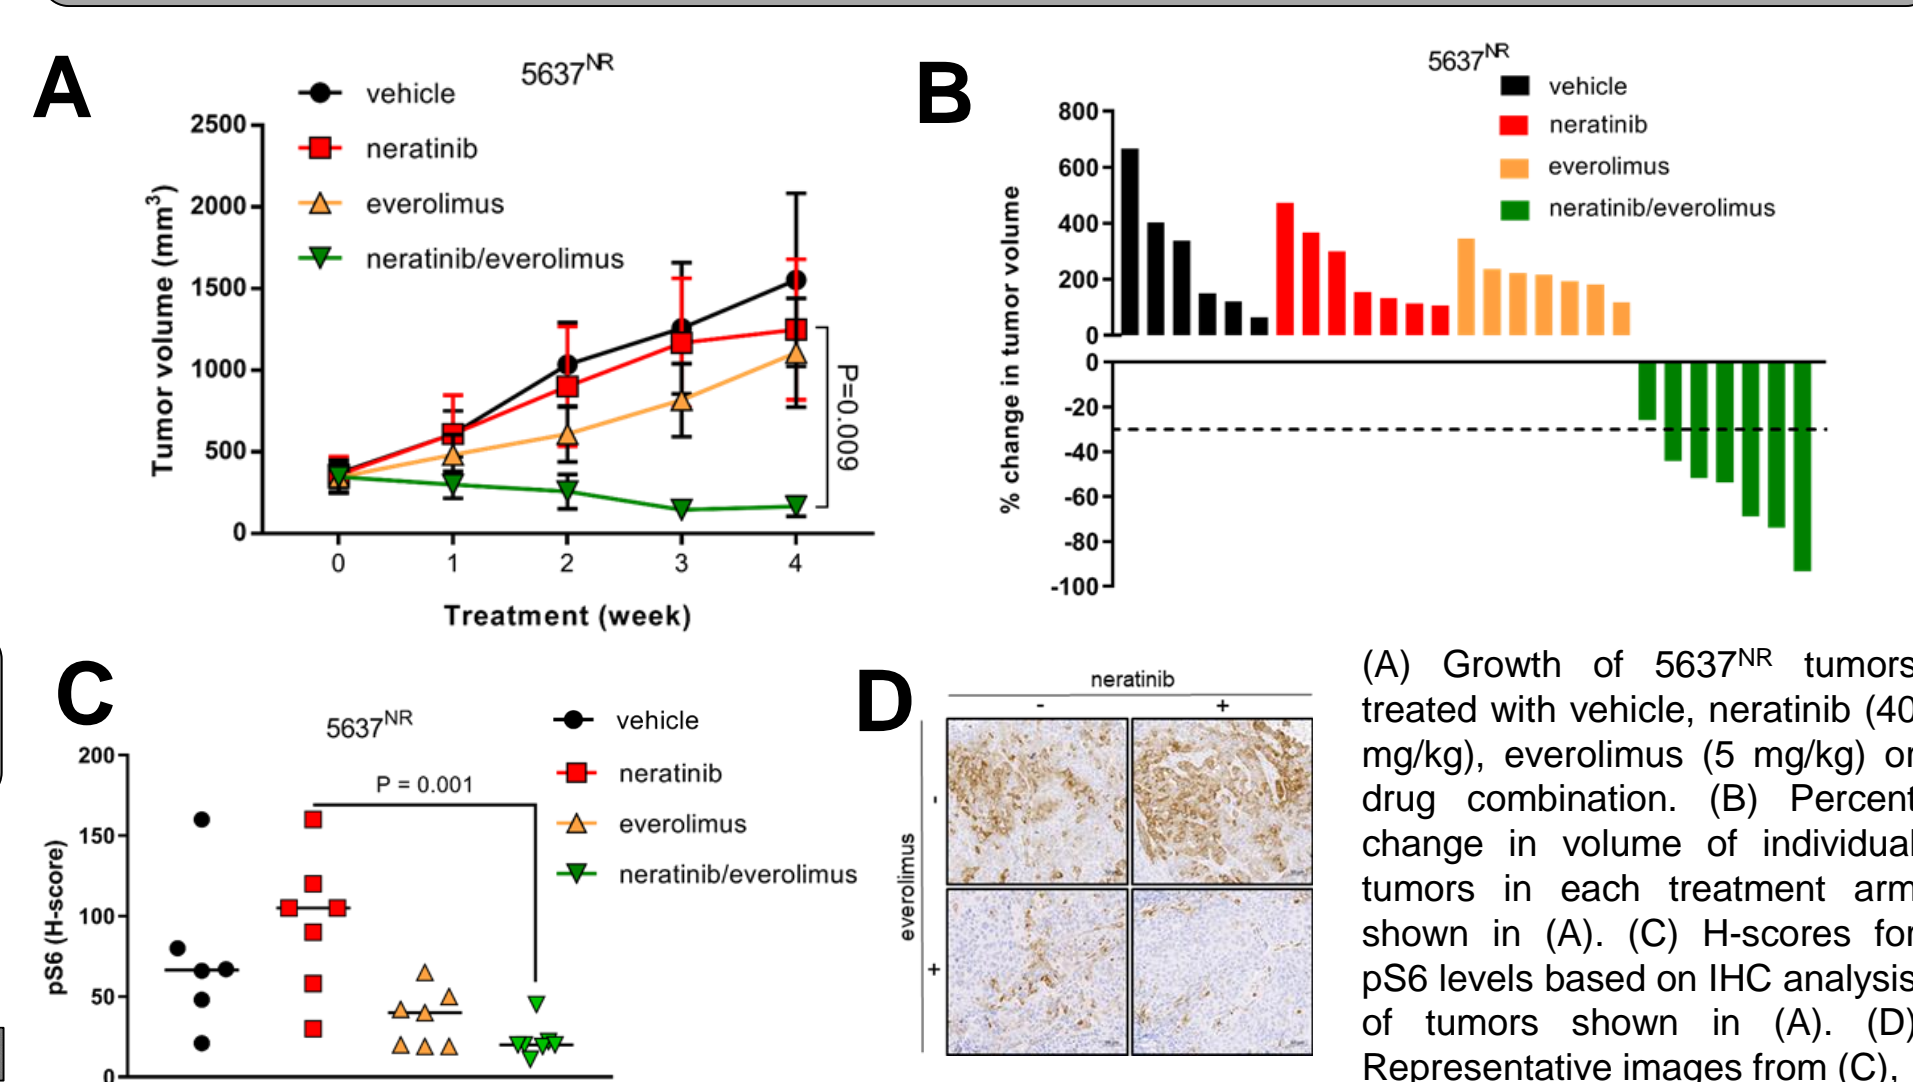 A
5637NR
vehicle
neratinib
everolimus
neratinib/everolimus
2500
2000
1500
1000
500
0
Tumor volume (mm3)
0 1 2 3 4
Treatment (week)
P=0.009
B
5637NR
vehicle
neratinib
everolimus
neratinib/everolimus
800
600
400
200
0
0
-20
-40
-60
-80
-100
% change in tumor volume
C
5637NR
vehicle
neratinib
everolimus
neratinib/everolimus
P = 0.001
200
150
100
50
0
pS6 (H-score)
D
neratinib
- +
everolimus
-
+
(A) Growth of 5637NR tumors
treated with vehicle, neratinib (40
mg/kg), everolimus (5 mg/kg) or
drug combination. (B) Percent
change in volume of individual
tumors in each treatment arm
shown in (A). (C) H-scores for
pS6 levels based on IHC analysis
of tumors shown in (A). (D)
Representative images from (C),